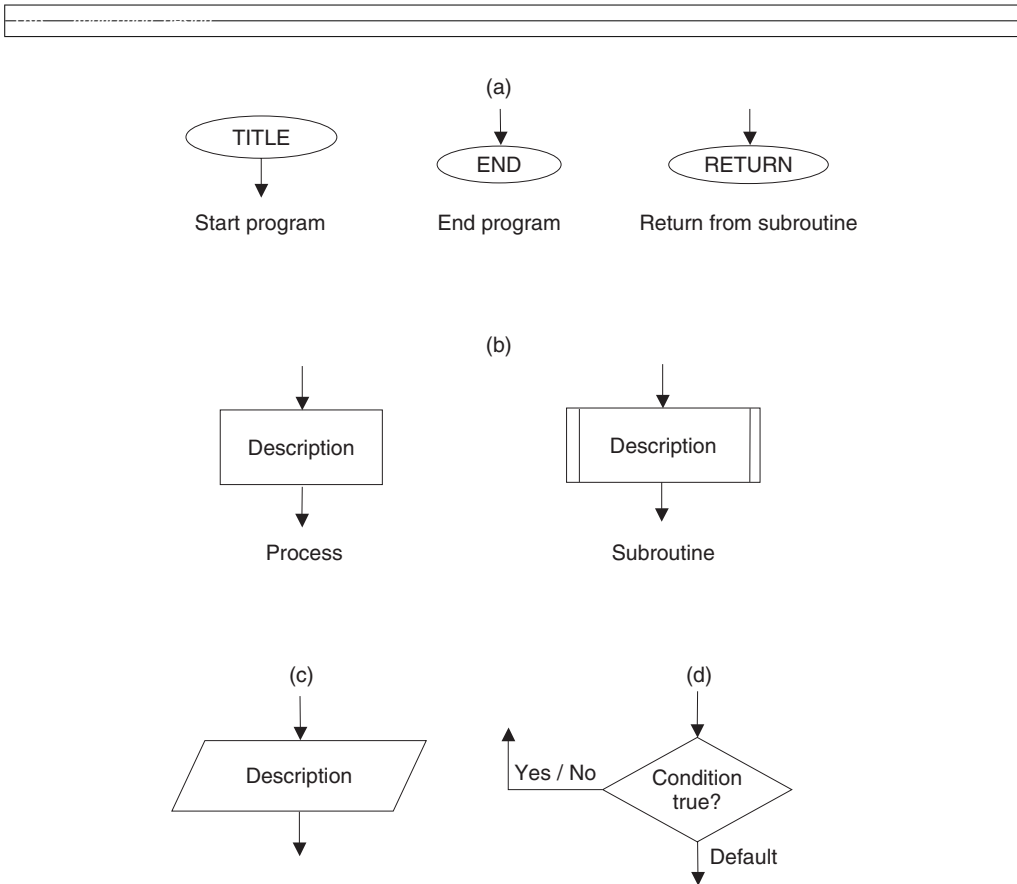 (a)
TITLE
END
RETURN
Start program
End program
Return from subroutine
(b)
Description
Description
Process
Subroutine
(c)
(d)
Description
Yes / No
Condition
true?
Default